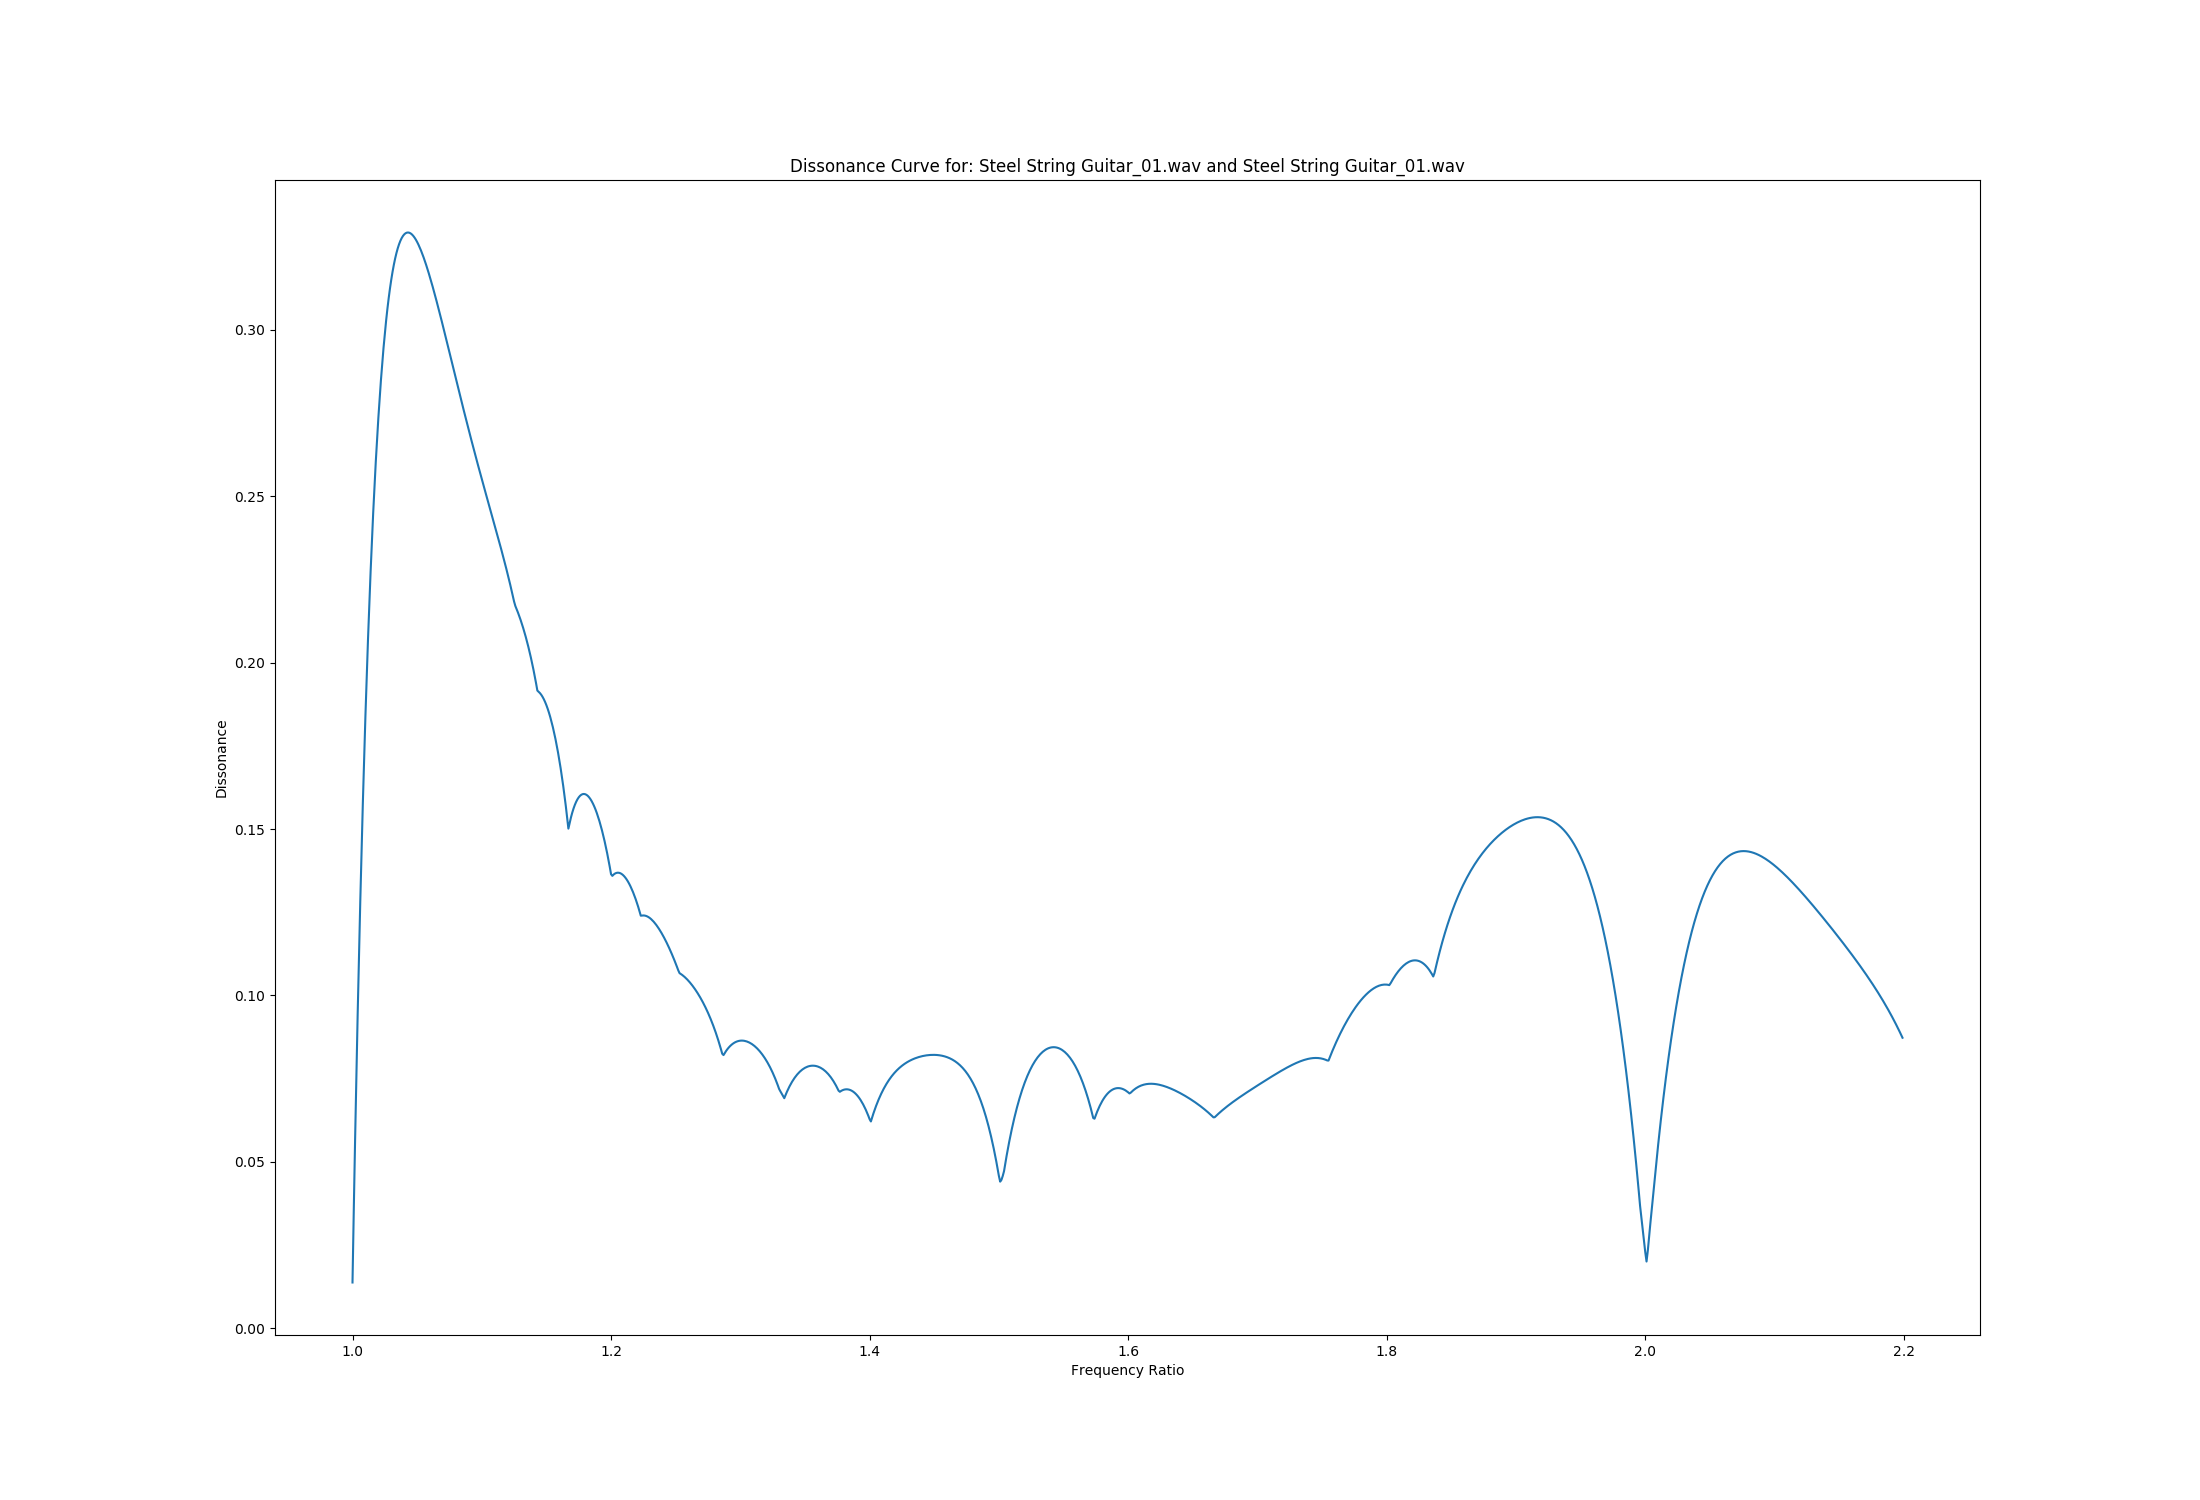 Dissonance Curve for: Steel String Guitar_01.wav and Steel String Guitar_01.wav
0.30
0.25
0.20
0.15
0.10
0.05
0.00
Dissonance
1.0 1.2 1.4 1.6 1.8 2.0 2.2
Frequency Ratio